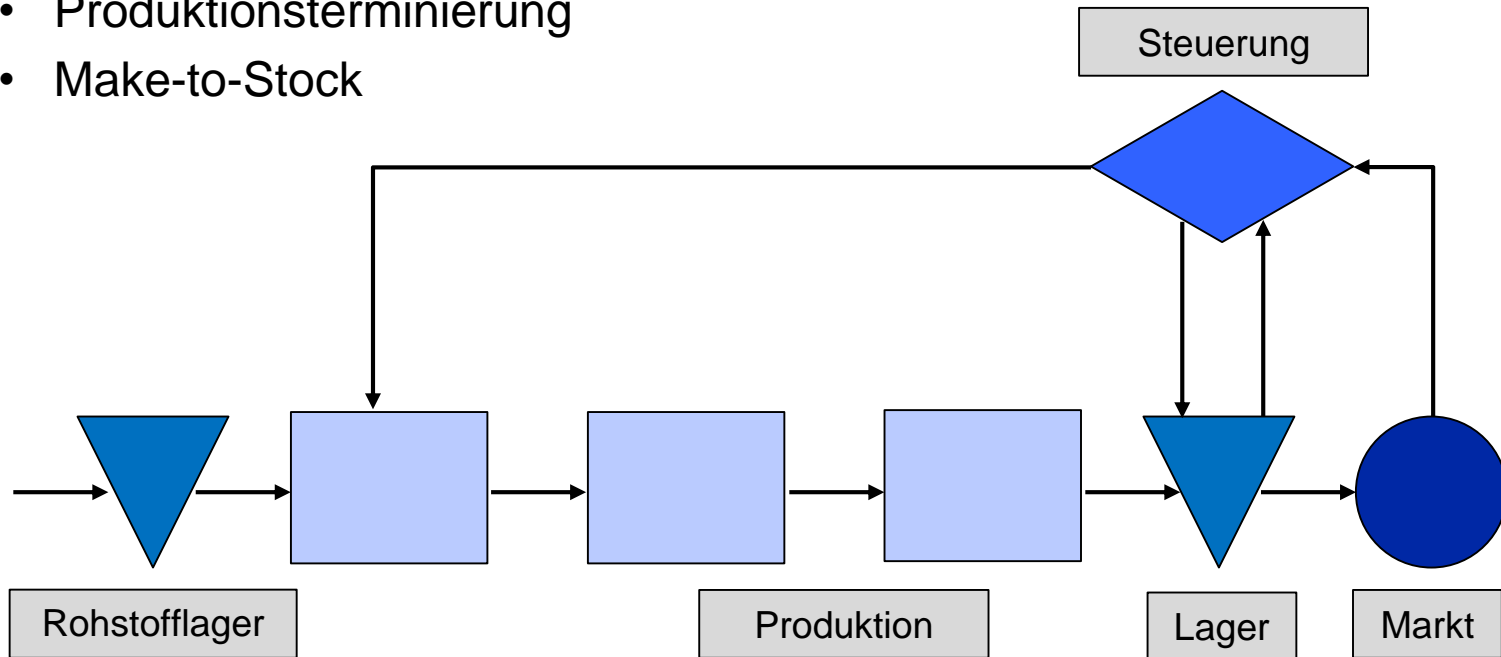 • Produktionsterminierung
• Make-to-Stock
Steuerung
Rohstofflager
Produktion
Lager
Markt